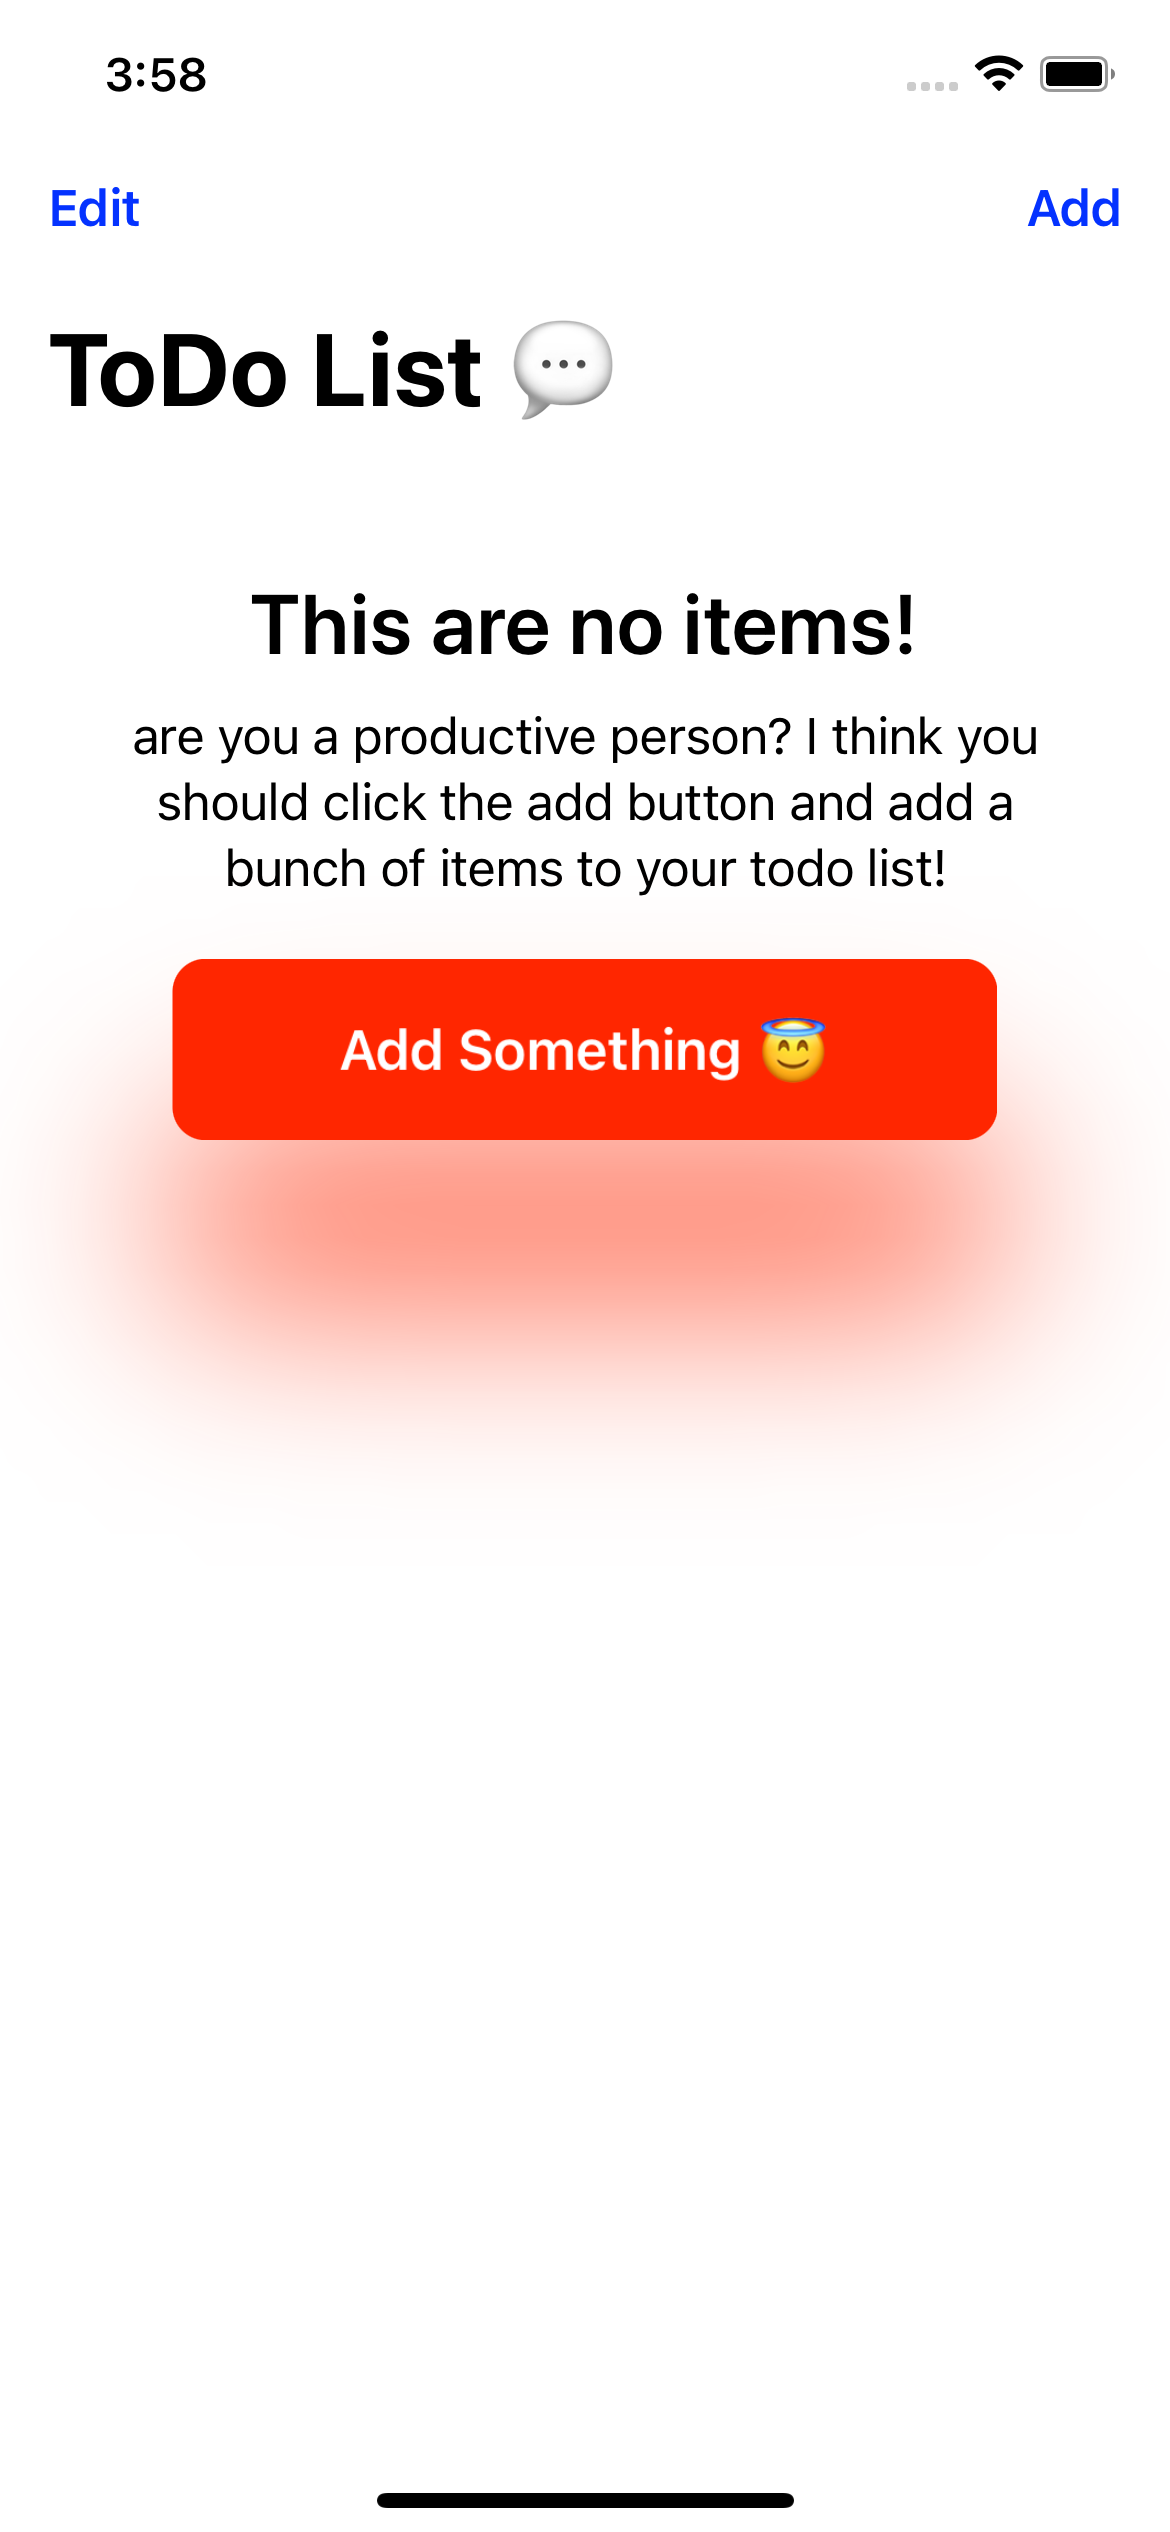 3:58
Edit
Add
ToDo List 💬
This are no items!
are you a productive person? I think you
should click the add button and add a
bunch of items to your todo list!
Add Something 😇